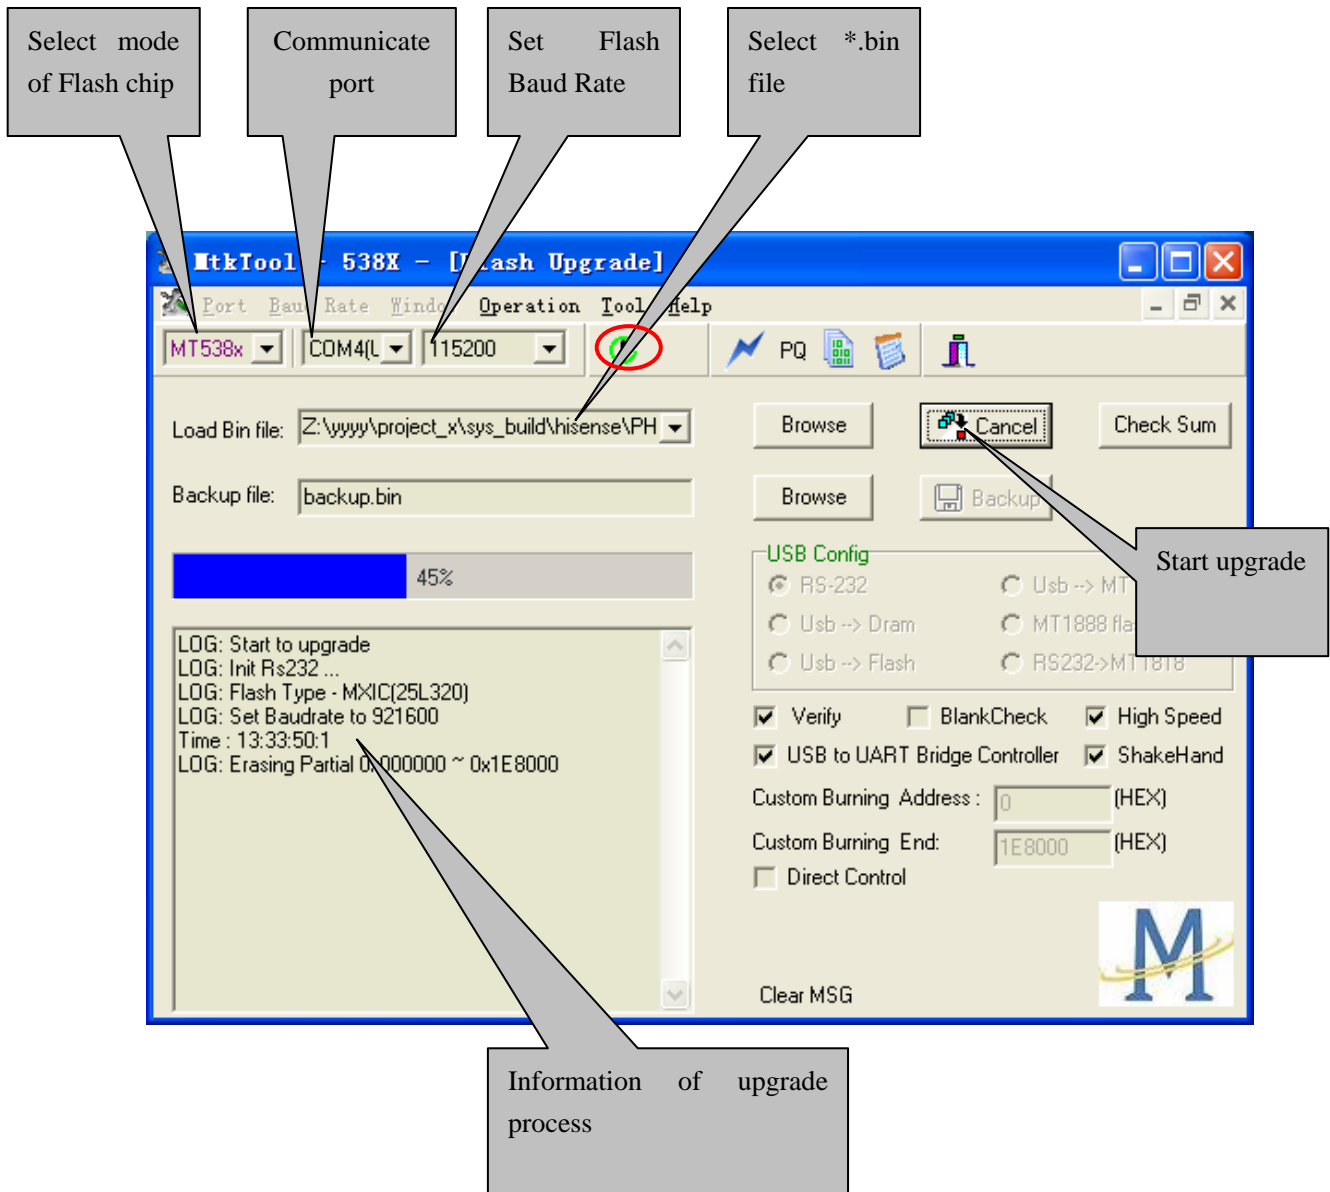 Select mode
of Flash chip
Communicate
port
Set Flash
Baud Rate
Select *.bin
file
MtkTool - 538X - [Flash Upgrade]
Port Baud Rate Window Operation Tool Help
MT538x COM4(U 115200 PQ
Load Bin file: Z:\yyyy\project_x\sys_build\hisense\PH Browse Cancel Check Sum
Backup file: backup.bin Browse Backup
Start upgrade
45%
USB Config
RS-232 Usb --> MT
Usb --> Dram MT1888
Usb --> Flash RS232->MT1818
LOG: Start to upgrade
LOG: Init Rs232 ...
LOG: Flash Type - MXIC(25L320)
LOG: Set Baudrate to 921600
Time : 13:33:50:1
LOG: Erasing Partial 0x000000 ~ 0x1E8000
Verify BlankCheck High Speed
USB to UART Bridge Controller ShakeHand
Custom Burning Address : 0 (HEX)
Custom Burning End: 1E8000 (HEX)
Direct Control
M
Clear MSG
Information of upgrade
process